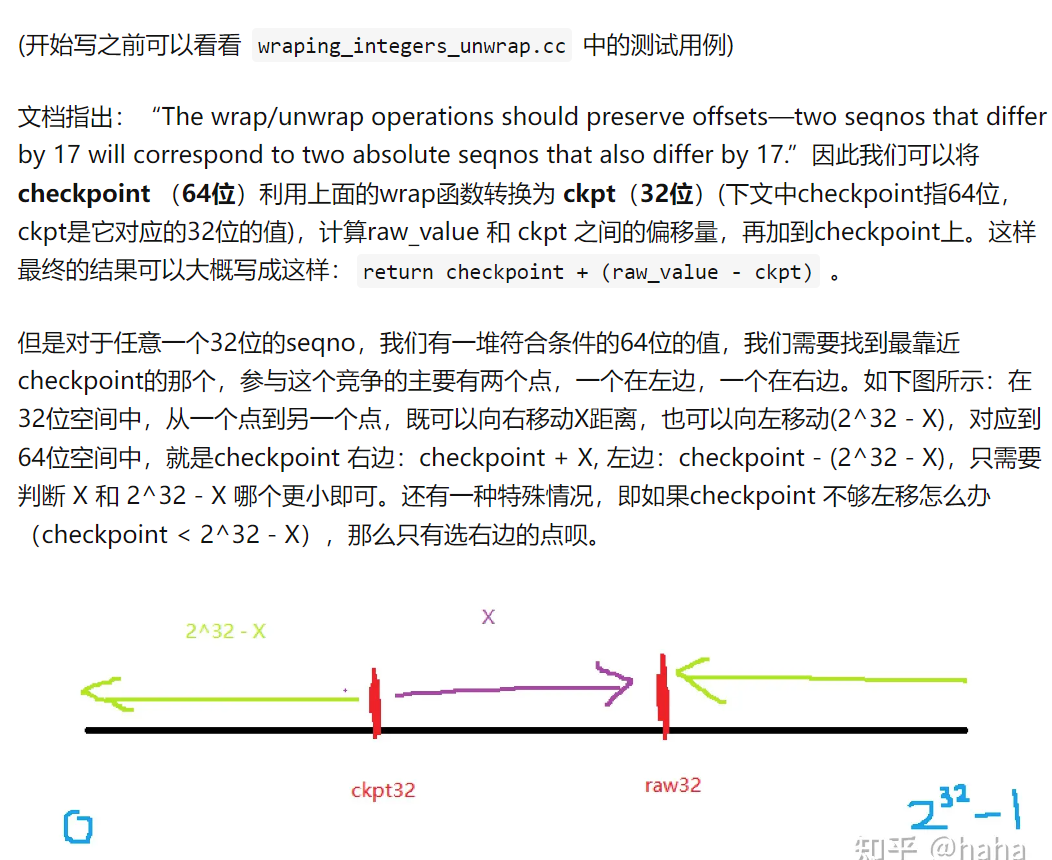 (开始写之前可以看看 wraping_integers_unwrap.cc 中的测试用例)
文档指出： “The wrap/unwrap operations should preserve offsets—two seqnos that differ
by 17 will correspond to two absolute seqnos that also differ by 17.” 因此我们可以将
checkpoint （64位）利用上面的wrap函数转换为 ckpt（32位）(下文中checkpoint指64位，
ckpt是它对应的32位的值)，计算raw_value 和 ckpt 之间的偏移量，再加到checkpoint上。这样
最终的结果可以大概写成这样： return checkpoint + (raw_value - ckpt) 。
但是对于任意一个32位的seqno，我们有一堆符合条件的64位的值，我们需要找到最靠近
checkpoint的那个，参与这个竞争的主要有两个点，一个在左边，一个在右边。如下图所示：在
32位空间中，从一个点到另一个点，既可以向右移动X距离，也可以向左移动(2^32 - X)，对应到
64位空间中，就是checkpoint 右边：checkpoint + X, 左边：checkpoint - (2^32 - X)，只需要
判断 X 和 2^32 - X 哪个更小即可。还有一种特殊情况，即如果checkpoint 不够左移怎么办
（checkpoint < 2^32 - X），那么只有选右边的点呗。
X
2^32 - X
ckpt32
raw32
0
2^32-1
知乎 @haha